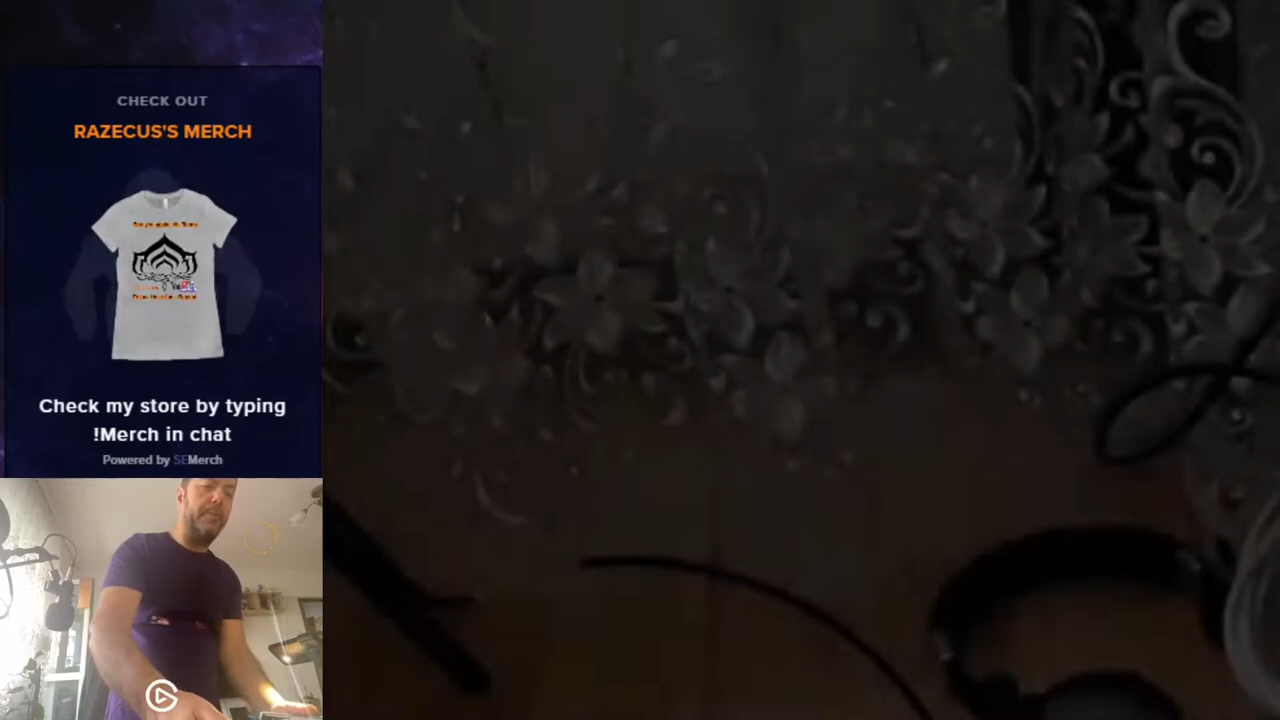 CHECK OUT
RAZECUS'S MERCH
Check my store by typing
!Merch in chat
Powered by SEMerch